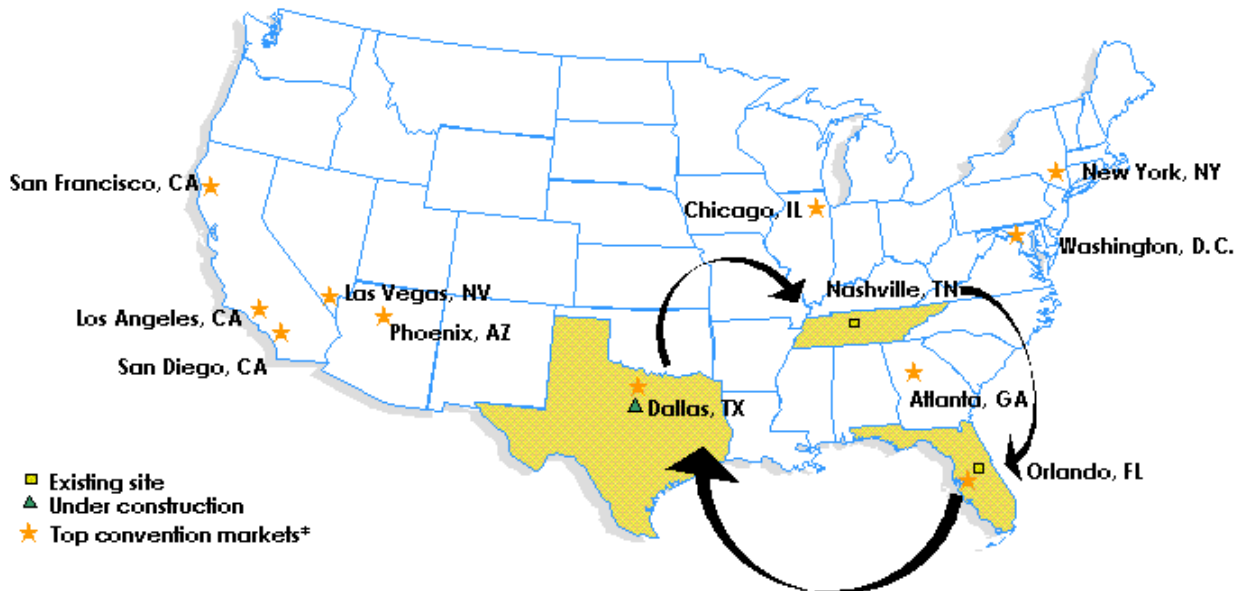 San Francisco, CA
New York, NY
Chicago, IL
Washington, D.C.
Nashville, TN
Las Vegas, NV
Los Angeles, CA
Phoenix, AZ
San Diego, CA
Atlanta, GA
Dallas, TX
Orlando, FL
Existing site
Under construction
Top convention markets*